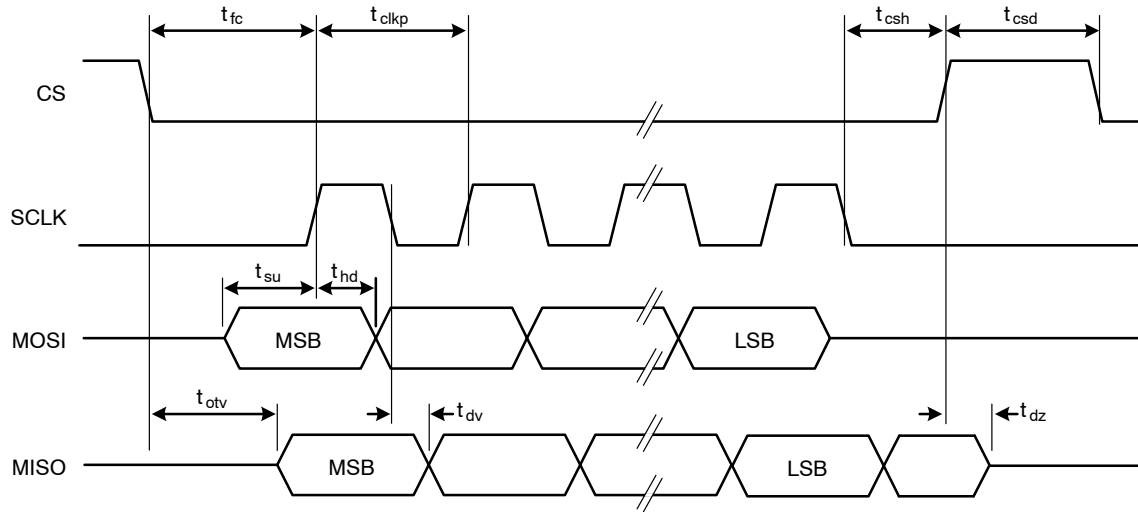 tfc tclkp tcsh tcsd
CS
SCLK
tsu thd
MOSI MSB LSB
totv tdv tdz
MISO MSB LSB